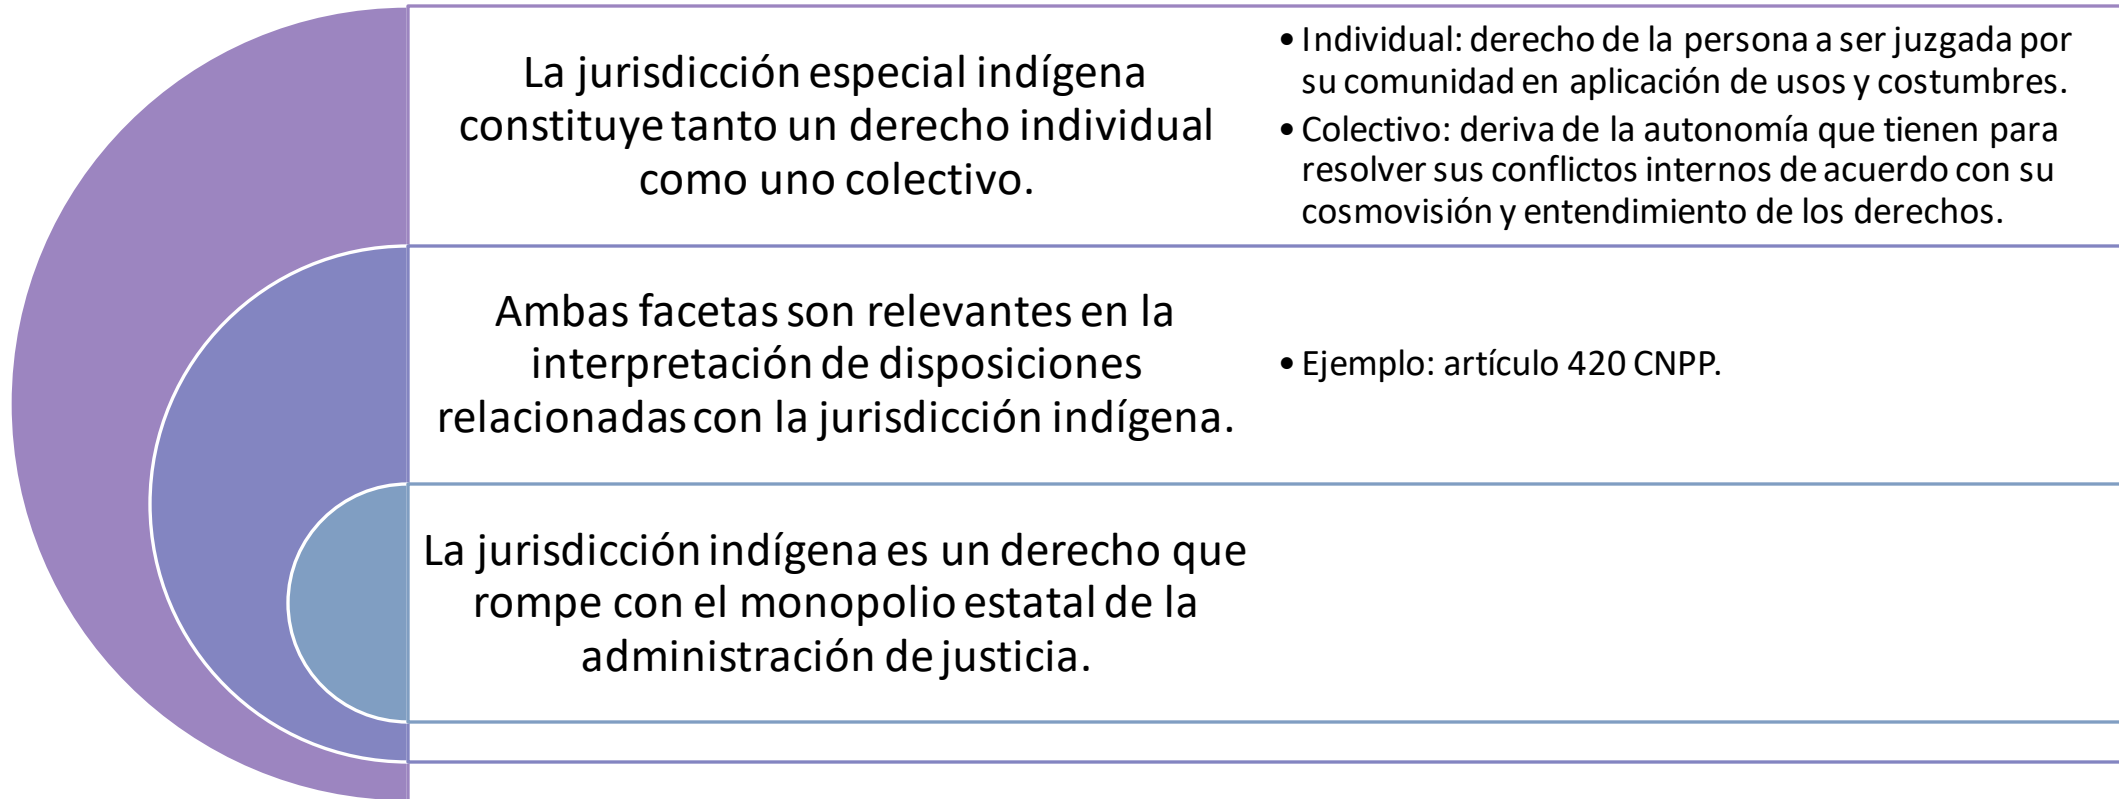 La jurisdicción especial indígena
constituye tanto un derecho individual
como uno colectivo.
• Individual: derecho de la persona a ser juzgada por
su comunidad en aplicación de usos y costumbres.
• Colectivo: deriva de la autonomía que tienen para
resolver sus conflictos internos de acuerdo con su
cosmovisión y entendimiento de los derechos.
Ambas facetas son relevantes en la
interpretación de disposiciones
relacionadas con la jurisdicción indígena.
• Ejemplo: artículo 420 CNPP.
La jurisdicción indígena es un derecho que
rompe con el monopolio estatal de la
administración de justicia.